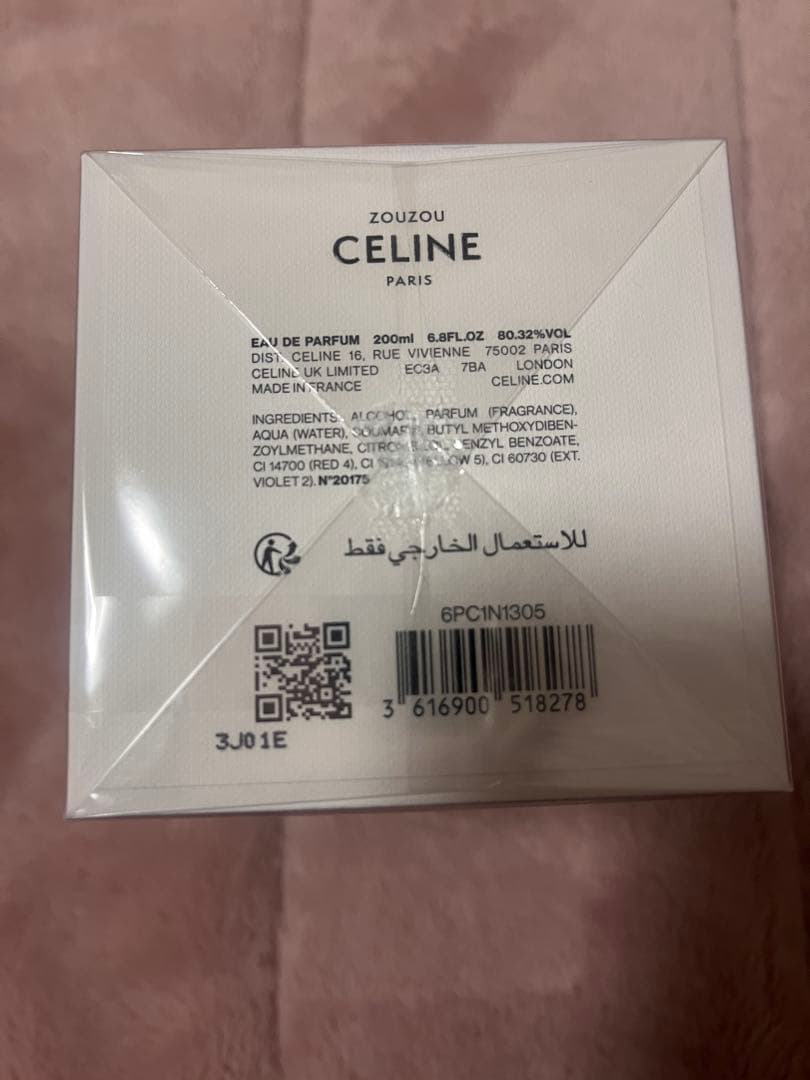 ZOUZOU
CELINE
PARIS
EAU DE PARFUM 200ml 6.8FL.OZ 80.32%VOL
DIST. CELINE 16, RUE VIVIENNE 75002 PARIS
CELINE UK LIMITED EC3A 7BA LONDON
MADE IN FRANCE CELINE.COM
INGREDIENTS: ALCOHOL, PARFUM (FRAGRANCE),
AQUA (WATER), BUTYL METHOXYDIBEN-
ZOYLMETHANE, BENZYL BENZOATE,
CI 14700 (RED 4), CI 5), CI 60730 (EXT.
VIOLET 2). N°20175
للاستعمال الخارجي فقط
6PC1N1305
3 616900 518278
3J01E